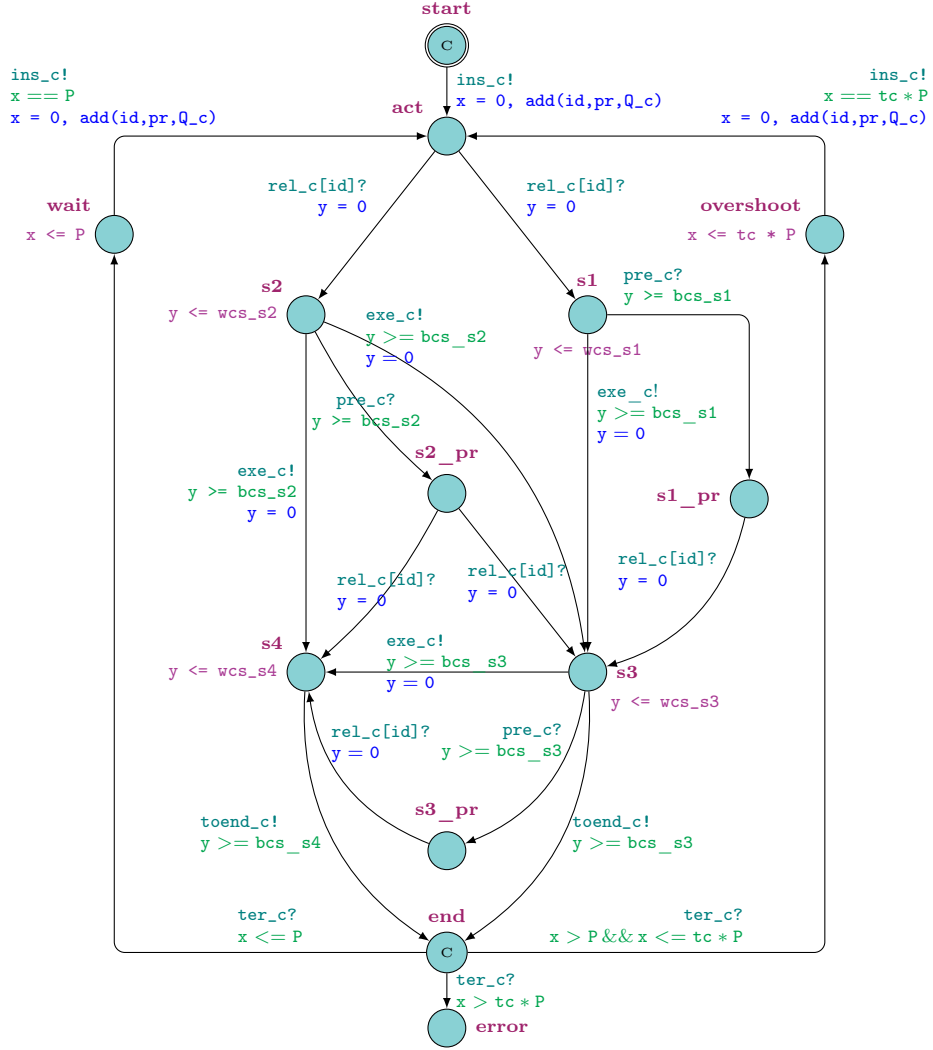 start
C
ins_c!
x == P
x = 0, add(id,pr,Q_c)
ins_c!
x = 0, add(id,pr,Q_c)
ins_c!
x == tc * P
x = 0, add(id,pr,Q_c)
act
rel_c[id]?
y = 0
rel_c[id]?
y = 0
wait
x <= P
overshoot
x <= tc * P
s2
y <= wcs_s2
s1
y <= wcs_s1
pre_c?
y >= bcs_s1
exe_c!
y >= bcs_s2
y = 0
pre_c?
y >= bcs_s2
exe_c!
y >= bcs_s1
y = 0
s2_pr
exe_c!
y >= bcs_s2
y = 0
s1_pr
rel_c[id]?
y = 0
rel_c[id]?
y = 0
rel_c[id]?
y = 0
s4
y <= wcs_s4
exe_c!
y >= bcs_s3
y = 0
s3
y <= wcs_s3
rel_c[id]?
y = 0
pre_c?
y >= bcs_s3
s3_pr
toend_c!
y >= bcs_s4
toend_c!
y >= bcs_s3
end
C
ter_c?
x <= P
ter_c?
x > P && x <= tc * P
ter_c?
x > tc * P
error